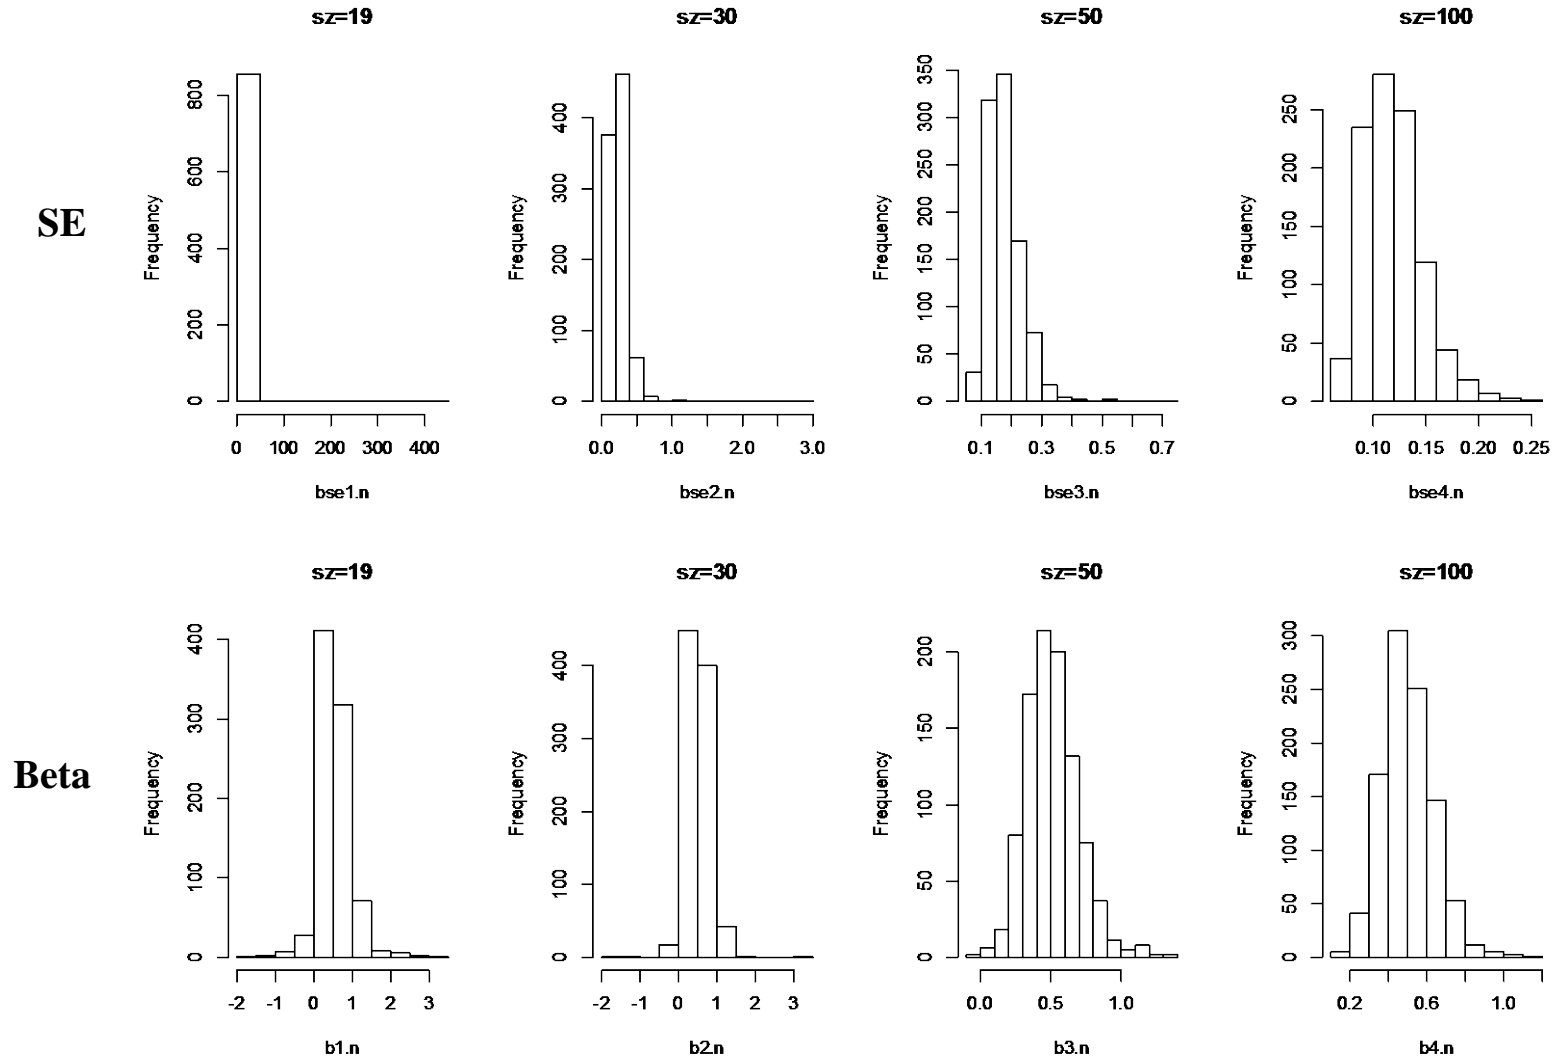 sz=19 sz=30 sz=50 sz=100
SE
Frequency
0 200 400 600 800
0 100 200 300 400
bse1.n
Frequency
0 100 200 300 400
0.0 1.0 2.0 3.0
bse2.n
Frequency
0 50 100 150 200 250 300 350
0.1 0.3 0.5 0.7
bse3.n
Frequency
0 50 100 150 200 250
0.10 0.15 0.20 0.25
bse4.n
sz=19 sz=30 sz=50 sz=100
Beta
Frequency
0 100 200 300 400
-2 -1 0 1 2 3
b1.n
Frequency
0 100 200 300 400
-2 -1 0 1 2 3
b2.n
Frequency
0 50 100 150 200
0.0 0.5 1.0
b3.n
Frequency
0 50 100 150 200 250 300
0.2 0.6 1.0
b4.n